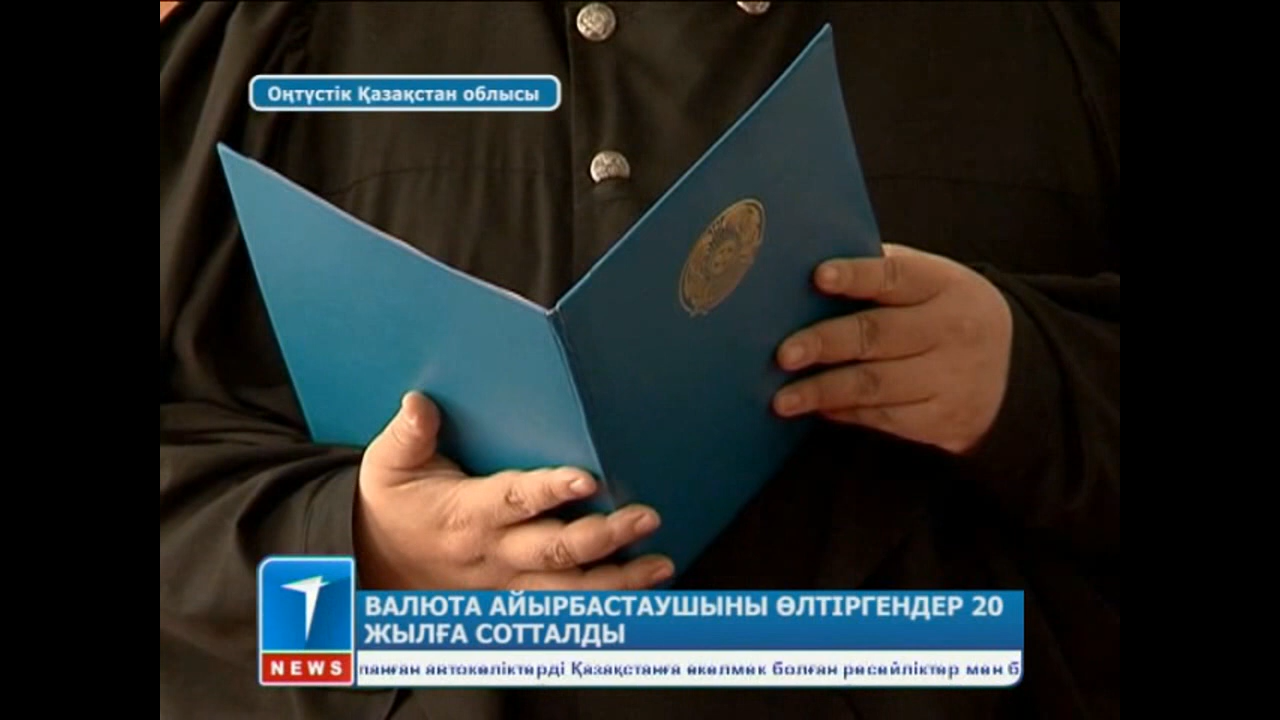 Оңтүстік Қазақстан облысы
ВАЛЮТА АЙЫРБАСТАУШЫНЫ ӨЛТІРГЕНДЕР 20
ЖЫЛҒА СОТТАЛДЫ
NEWS
автокөліктерді Қазақстанға әкелмек болған ресейліктер мен б